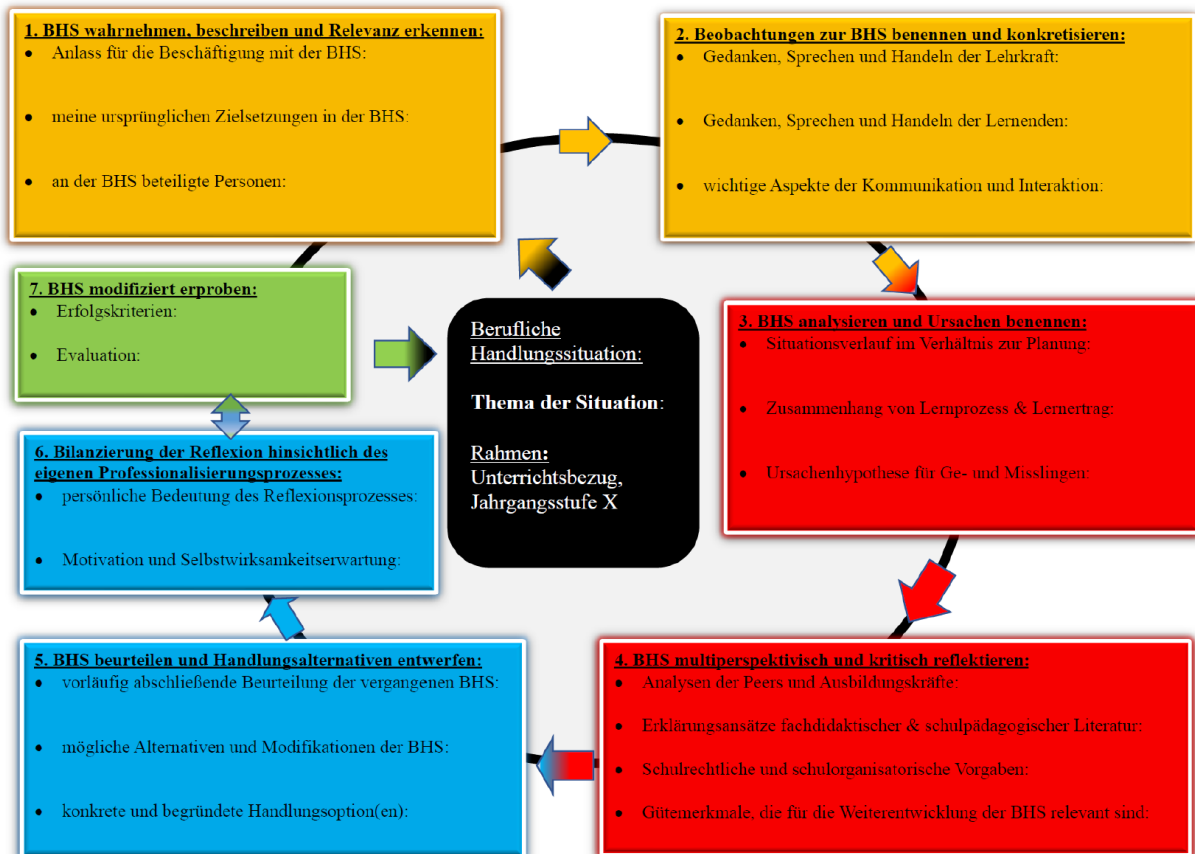 1. BHS wahrnehmen, beschreiben und Relevanz erkennen:
• Anlass für die Beschäftigung mit der BHS:
• meine ursprünglichen Zielsetzungen in der BHS:
• an der BHS beteiligte Personen:
2. Beobachtungen zur BHS benennen und konkretisieren:
• Gedanken, Sprechen und Handeln der Lehrkraft:
• Gedanken, Sprechen und Handeln der Lernenden:
• wichtige Aspekte der Kommunikation und Interaktion:
3. BHS analysieren und Ursachen benennen:
• Situationsverlauf im Verhältnis zur Planung:
• Zusammenhang von Lernprozess & Lernertrag:
• Ursachenhypothese für Ge- und Misslingen:
4. BHS multiperspektivisch und kritisch reflektieren:
• Analysen der Peers und Ausbildungskräfte:
• Erklärungsansätze fachdidaktischer & schulpädagogischer Literatur:
• Schulrechtliche und schulorganisatorische Vorgaben:
• Gütemerkmale, die für die Weiterentwicklung der BHS relevant sind:
5. BHS beurteilen und Handlungsalternativen entwerfen:
• vorläufig abschließende Beurteilung der vergangenen BHS:
• mögliche Alternativen und Modifikationen der BHS:
• konkrete und begründete Handlungsoption(en):
6. Bilanzierung der Reflexion hinsichtlich des
eigenen Professionalisierungsprozesses:
• persönliche Bedeutung des Reflexionsprozesses:
• Motivation und Selbstwirksamkeitserwartung:
7. BHS modifiziert erproben:
• Erfolgskriterien:
• Evaluation:
Berufliche
Handlungssituation:
Thema der Situation:
Rahmen:
Unterrichtsbezug,
Jahrgangsstufe X